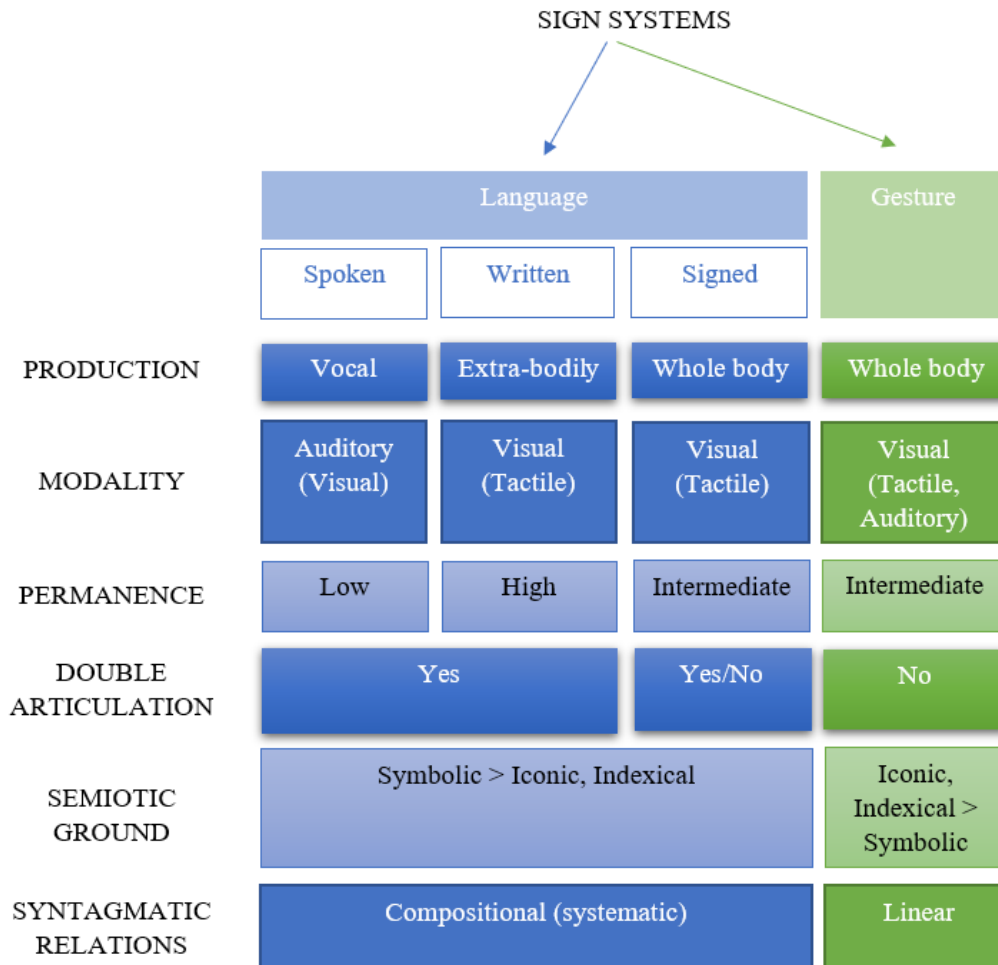 SIGN SYSTEMS
Language
Gesture
Spoken
Written
Signed
PRODUCTION
Vocal
Extra-bodily
Whole body
Whole body
MODALITY
Auditory
(Visual)
Visual
(Tactile)
Visual
(Tactile)
Visual
(Tactile,
Auditory)
PERMANENCE
Low
High
Intermediate
Intermediate
DOUBLE
ARTICULATION
Yes
Yes/No
No
SEMIOTIC
GROUND
Symbolic > Iconic, Indexical
Iconic,
Indexical >
Symbolic
SYNTAGMATIC
RELATIONS
Compositional (systematic)
Linear